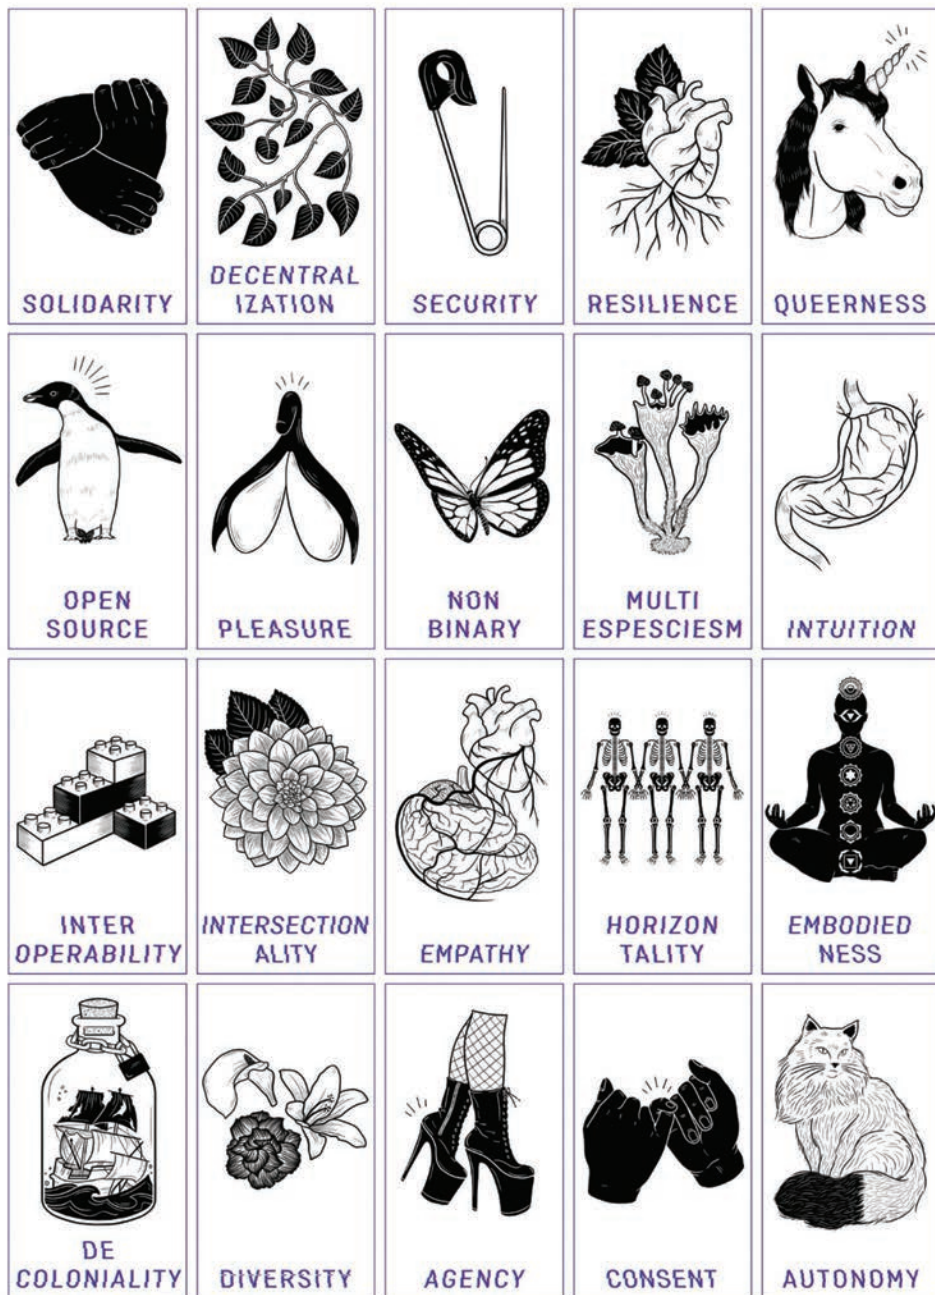 SOLIDARITY
DECENTRAL
IZATION
SECURITY
RESILIENCE
QUEERNESS
OPEN
SOURCE
PLEASURE
NON
BINARY
MULTI
ESPESCIESM
INTUITION
INTER
OPERABILITY
INTERSECTION
ALITY
EMPATHY
HORIZON
TALITY
EMBODIED
NESS
DE
COLONIALITY
DIVERSITY
AGENCY
CONSENT
AUTONOMY